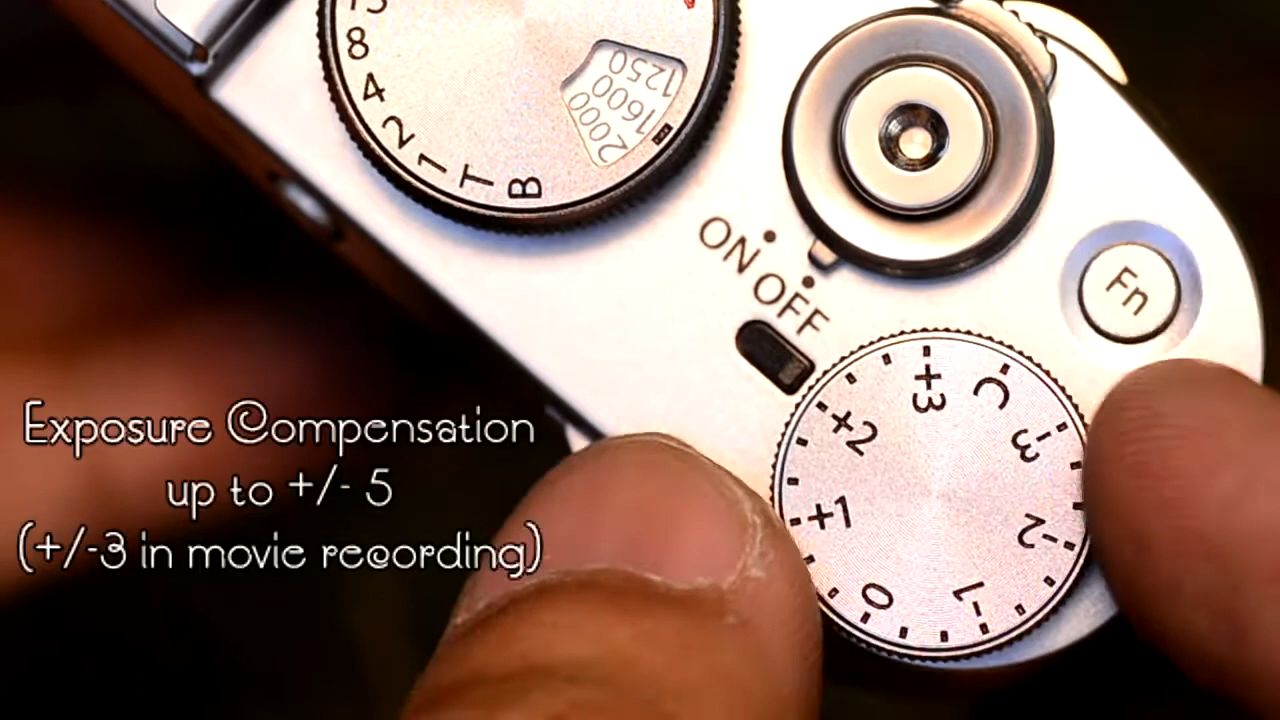 8
4
2
1
T
B
1250
1600
2000
ON
OFF
Fn
+3
+2
+1
0
-1
-2
-3
C
Exposure Compensation
up to +/- 5
(+/-3 in movie recording)